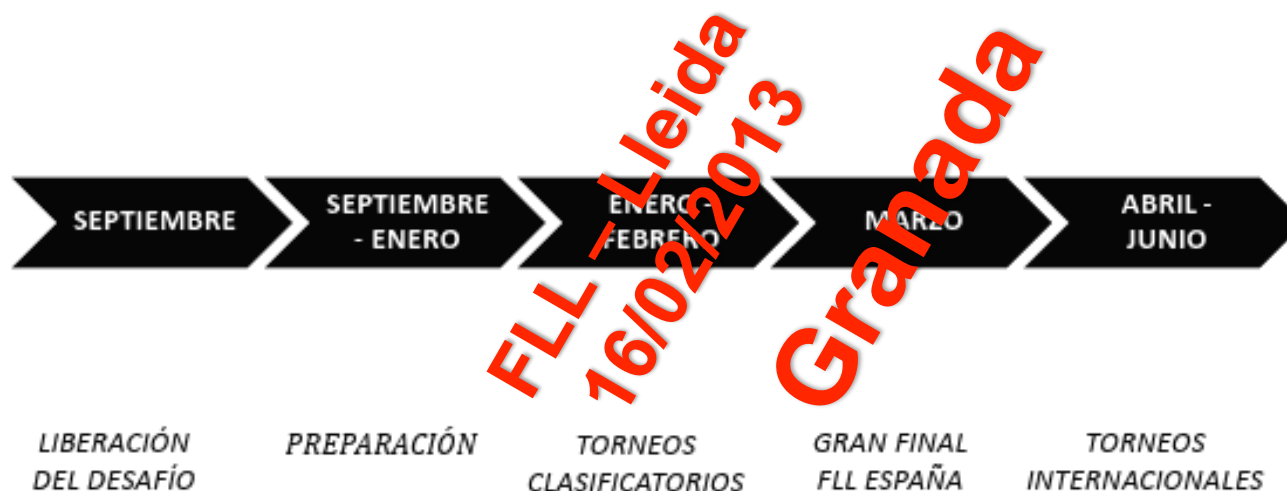 SEPTIEMBRE
SEPTIEMBRE
- ENERO
ENERO -
FEBRERO
MARZO
ABRIL -
JUNIO
FLL – Lleida
16/02/2013
Granada
LIBERACIÓN
DEL DESAFÍO
PREPARACIÓN
TORNEOS
CLASIFICATORIOS
GRAN FINAL
FLL ESPAÑA
TORNEOS
INTERNACIONALES